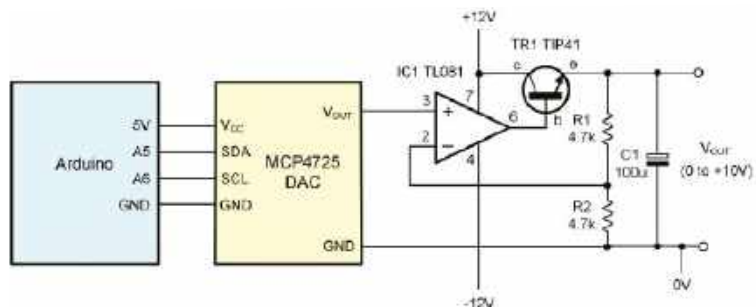 +12V
TR1 TIP41
IC1 TL081
c
e
7
3
+
6
b
2
−
4
R1
4.7k
C1
100u
VOUT
(0 to +10V)
R2
4.7k
Arduino
5V
A5
A6
GND
VCC
SDA
SCL
GND
MCP4725
DAC
VOUT
GND
0V
-12V